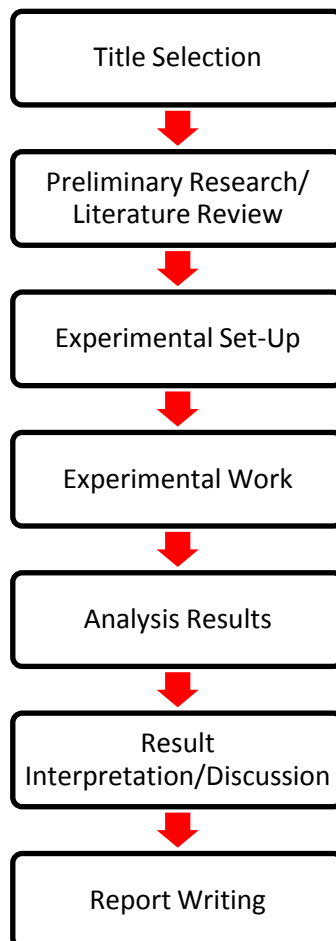 Title Selection
Preliminary Research/
Literature Review
Experimental Set-Up
Experimental Work
Analysis Results
Result
Interpretation/Discussion
Report Writing